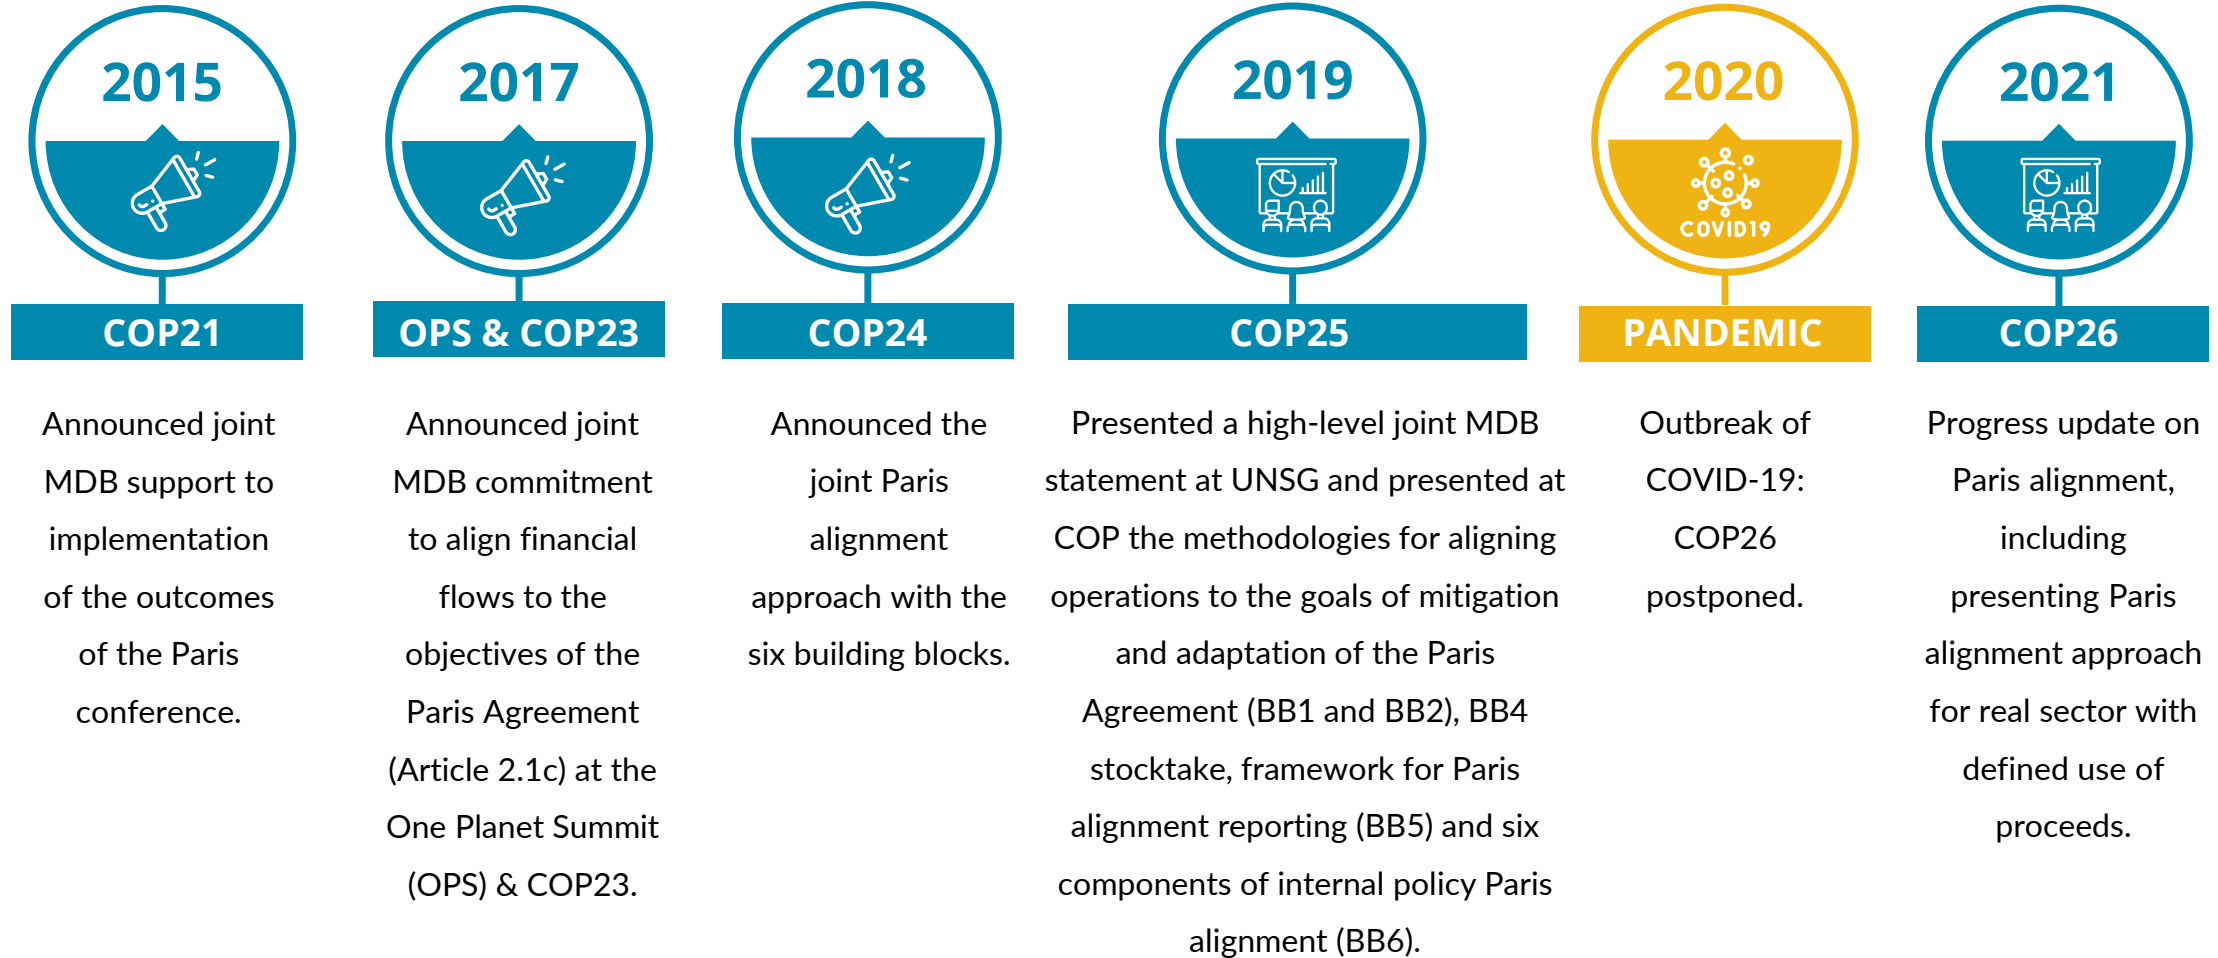 2015
COVID19
COP21
Announced joint
MDB support to
implementation
of the outcomes
of the Paris
conference.
2017
OPS & COP23
Announced joint
MDB commitment
to align financial
flows to the
objectives of the
Paris Agreement
(Article 2.1c) at the
One Planet Summit
(OPS) & COP23.
2018
COP24
Announced the
joint Paris
alignment
approach with the
six building blocks.
2019
COP25
Presented a high-level joint MDB
statement at UNSG and presented at
COP the methodologies for aligning
operations to the goals of mitigation
and adaptation of the Paris
Agreement (BB1 and BB2), BB4
stocktake, framework for Paris
alignment reporting (BB5) and six
components of internal policy Paris
alignment (BB6).
2020
PANDEMIC
Outbreak of
COVID-19:
COP26
postponed.
2021
COP26
Progress update on
Paris alignment,
including
presenting Paris
alignment approach
for real sector with
defined use of
proceeds.